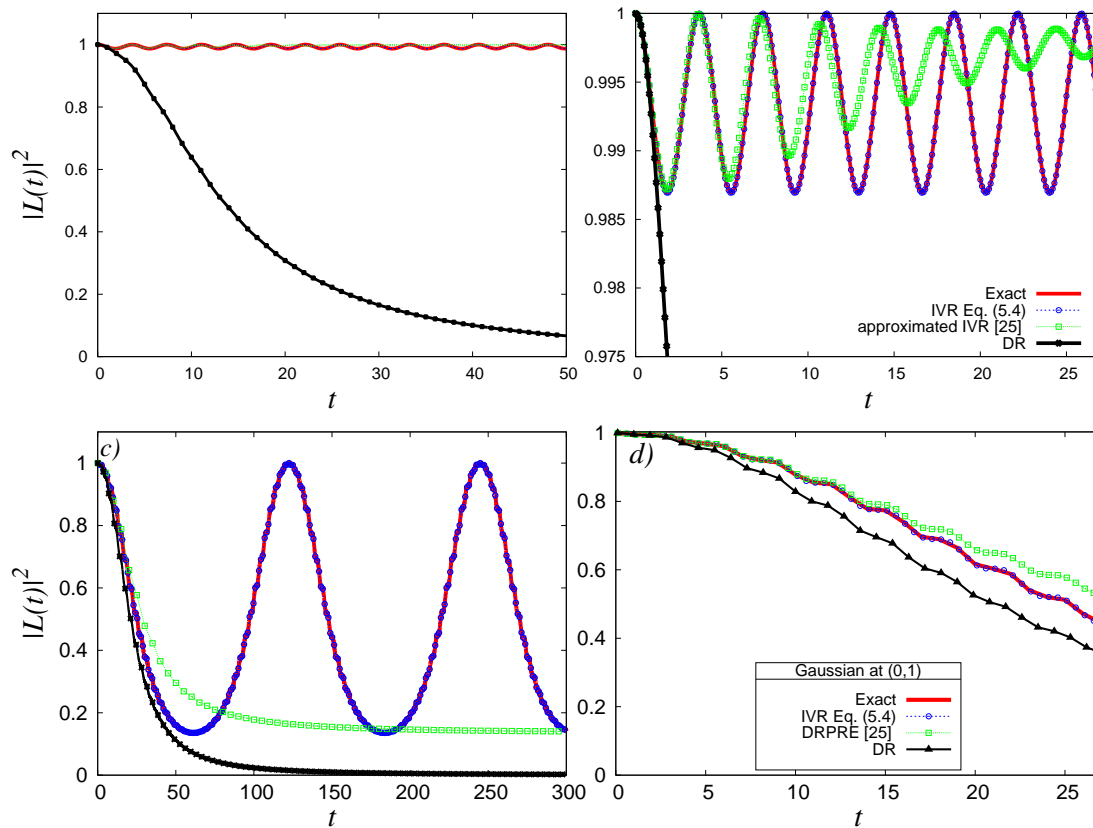 |L(t)|²
1
0.8
0.6
0.4
0.2
0
0 10 20 30 40 50
t
1
0.995
0.99
0.985
0.98
0.975
Exact
IVR Eq. (5.4)
approximated IVR [25]
DR
0 5 10 15 20 25
t
c)
|L(t)|²
1
0.8
0.6
0.4
0.2
0
0 50 100 150 200 250 300
t
d)
1
0.8
0.6
0.4
0.2
0
Gaussian at (0,1)
Exact
IVR Eq. (5.4)
DRPRE [25]
DR
0 5 10 15 20 25
t